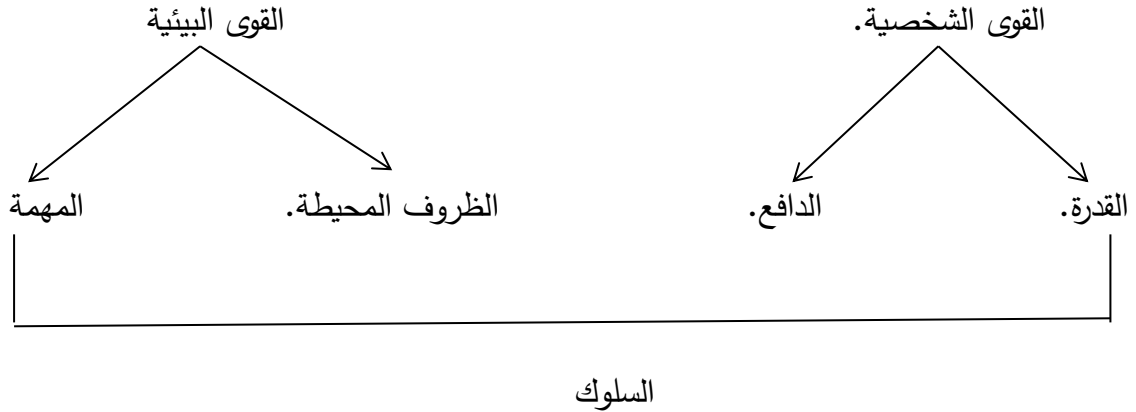 القوى الشخصية. القوى البيئية
القدرة. الدافع. الظروف المحيطة. المهمة
السلوك